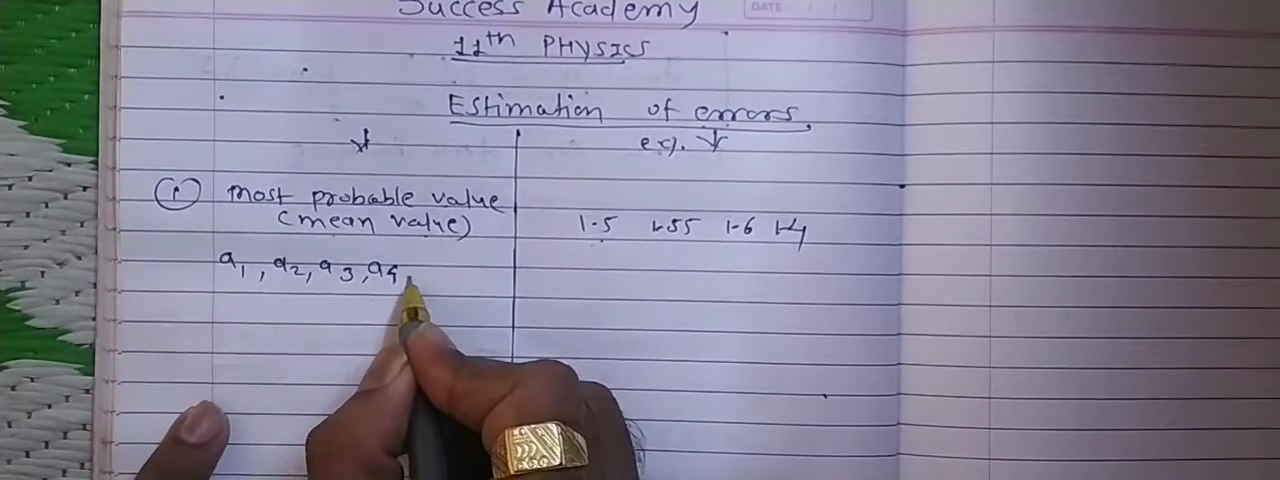 Success Academy
DATE / /
11th PHYSICS
Estimation of errors.
ex.
① most probable value
(mean value)
1.5 1.55 1.6 1.4
a1, a2, a3, a4,